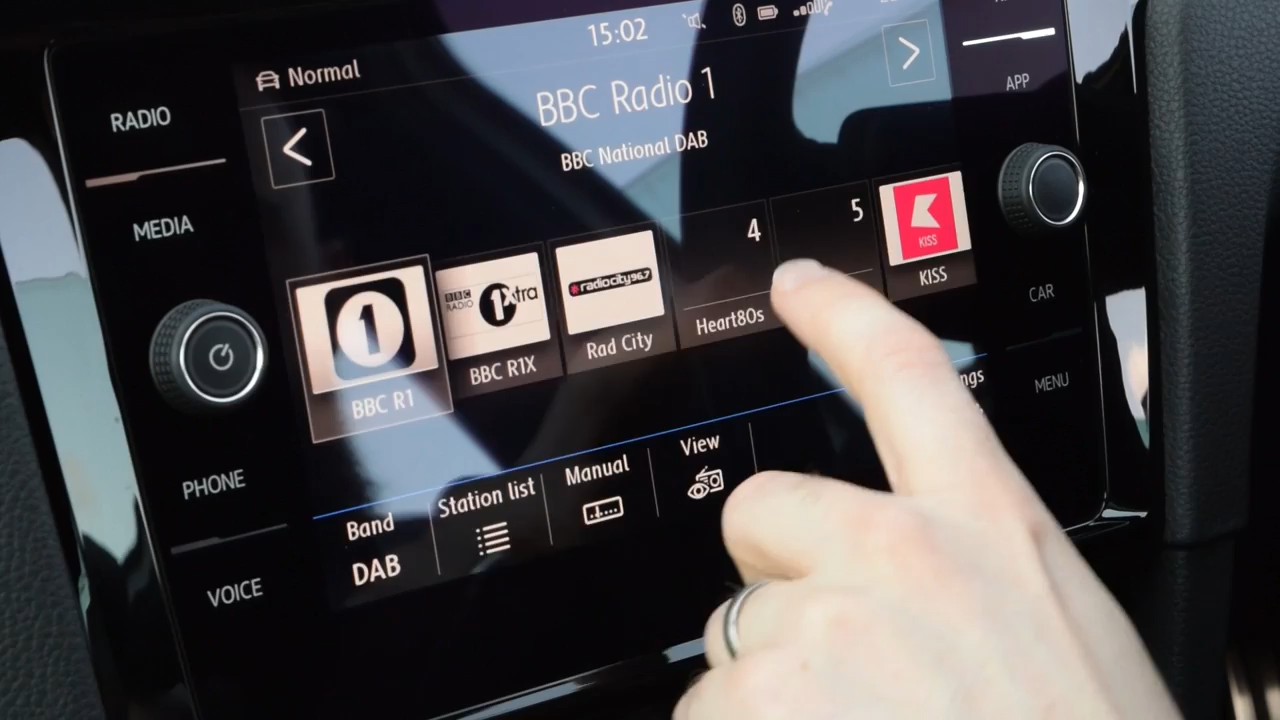 15:02
Normal
BBC Radio 1
BBC National DAB
RADIO
MEDIA
PHONE
VOICE
APP
CAR
MENU
1
BBC R1
BBC
RADIO
1Xtra
BBC R1X
radiocity96.7
Rad City
4
Heart80s
5
KISS
KISS
Band
DAB
Station list
Manual
View